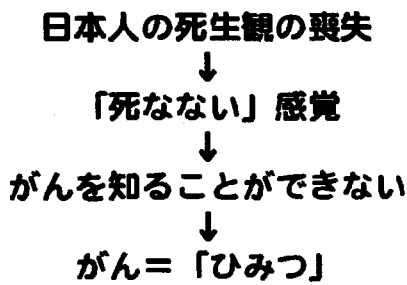 日本人の死生観の喪失
↓
「死なない」感覚
↓
がんを知ることができない
↓
がん＝「ひみつ」